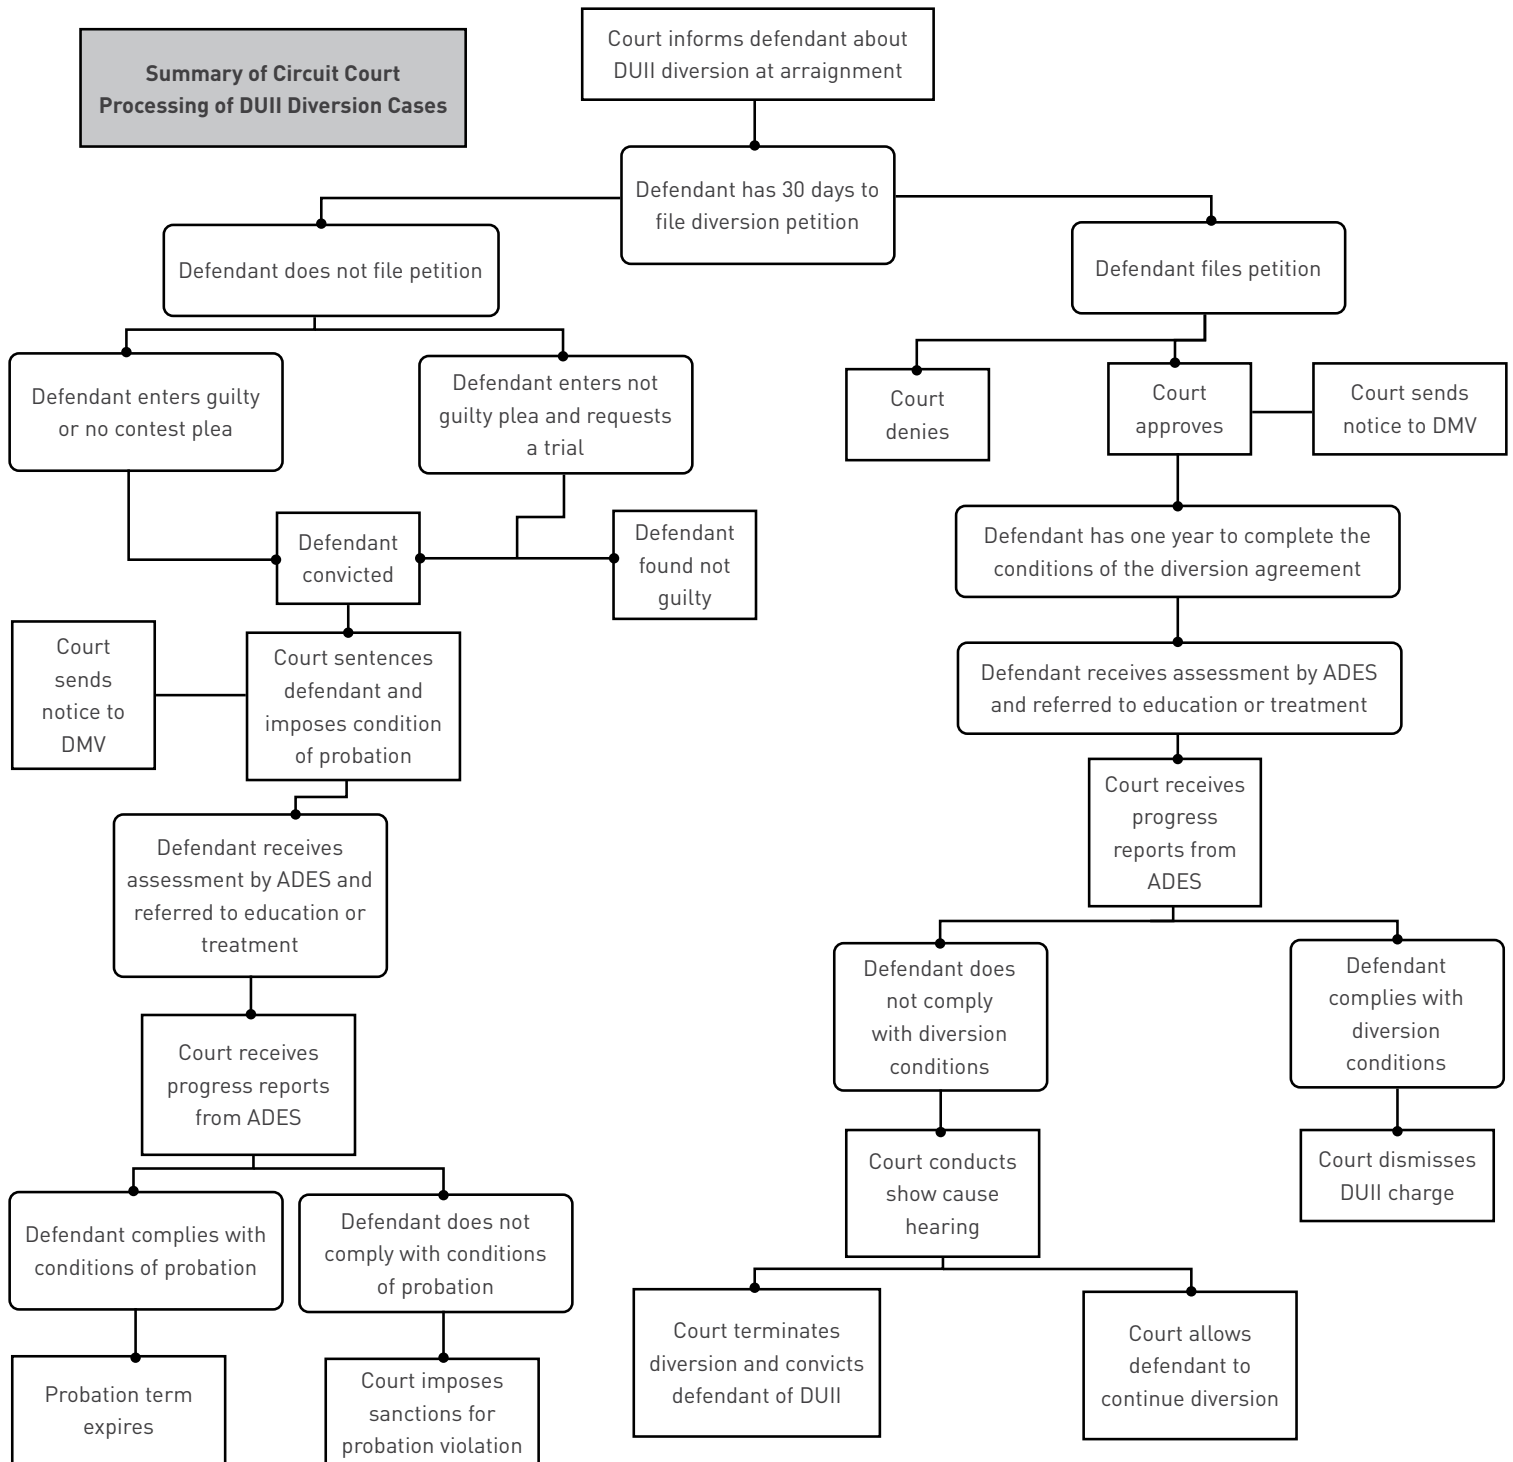 Summary of Circuit Court
Processing of DUII Diversion Cases
Court informs defendant about
DUII diversion at arraignment
Defendant has 30 days to
file diversion petition
Defendant does not file petition
Defendant files petition
Defendant enters guilty
or no contest plea
Defendant enters not
guilty plea and requests
a trial
Court
denies
Court
approves
Court sends
notice to DMV
Defendant
convicted
Defendant
found not
guilty
Defendant has one year to complete the
conditions of the diversion agreement
Court
sends
notice to
DMV
Court sentences
defendant and
imposes condition
of probation
Defendant receives assessment by ADES
and referred to education or treatment
Defendant receives
assessment by ADES and
referred to education or
treatment
Court receives
progress
reports from
ADES
Court receives
progress reports
from ADES
Defendant does
not comply
with diversion
conditions
Defendant
complies with
diversion
conditions
Court conducts
show cause
hearing
Court dismisses
DUII charge
Defendant complies with
conditions of probation
Defendant does not
comply with conditions
of probation
Court terminates
diversion and convicts
defendant of DUII
Court allows
defendant to
continue diversion
Probation term
expires
Court imposes
sanctions for
probation violation